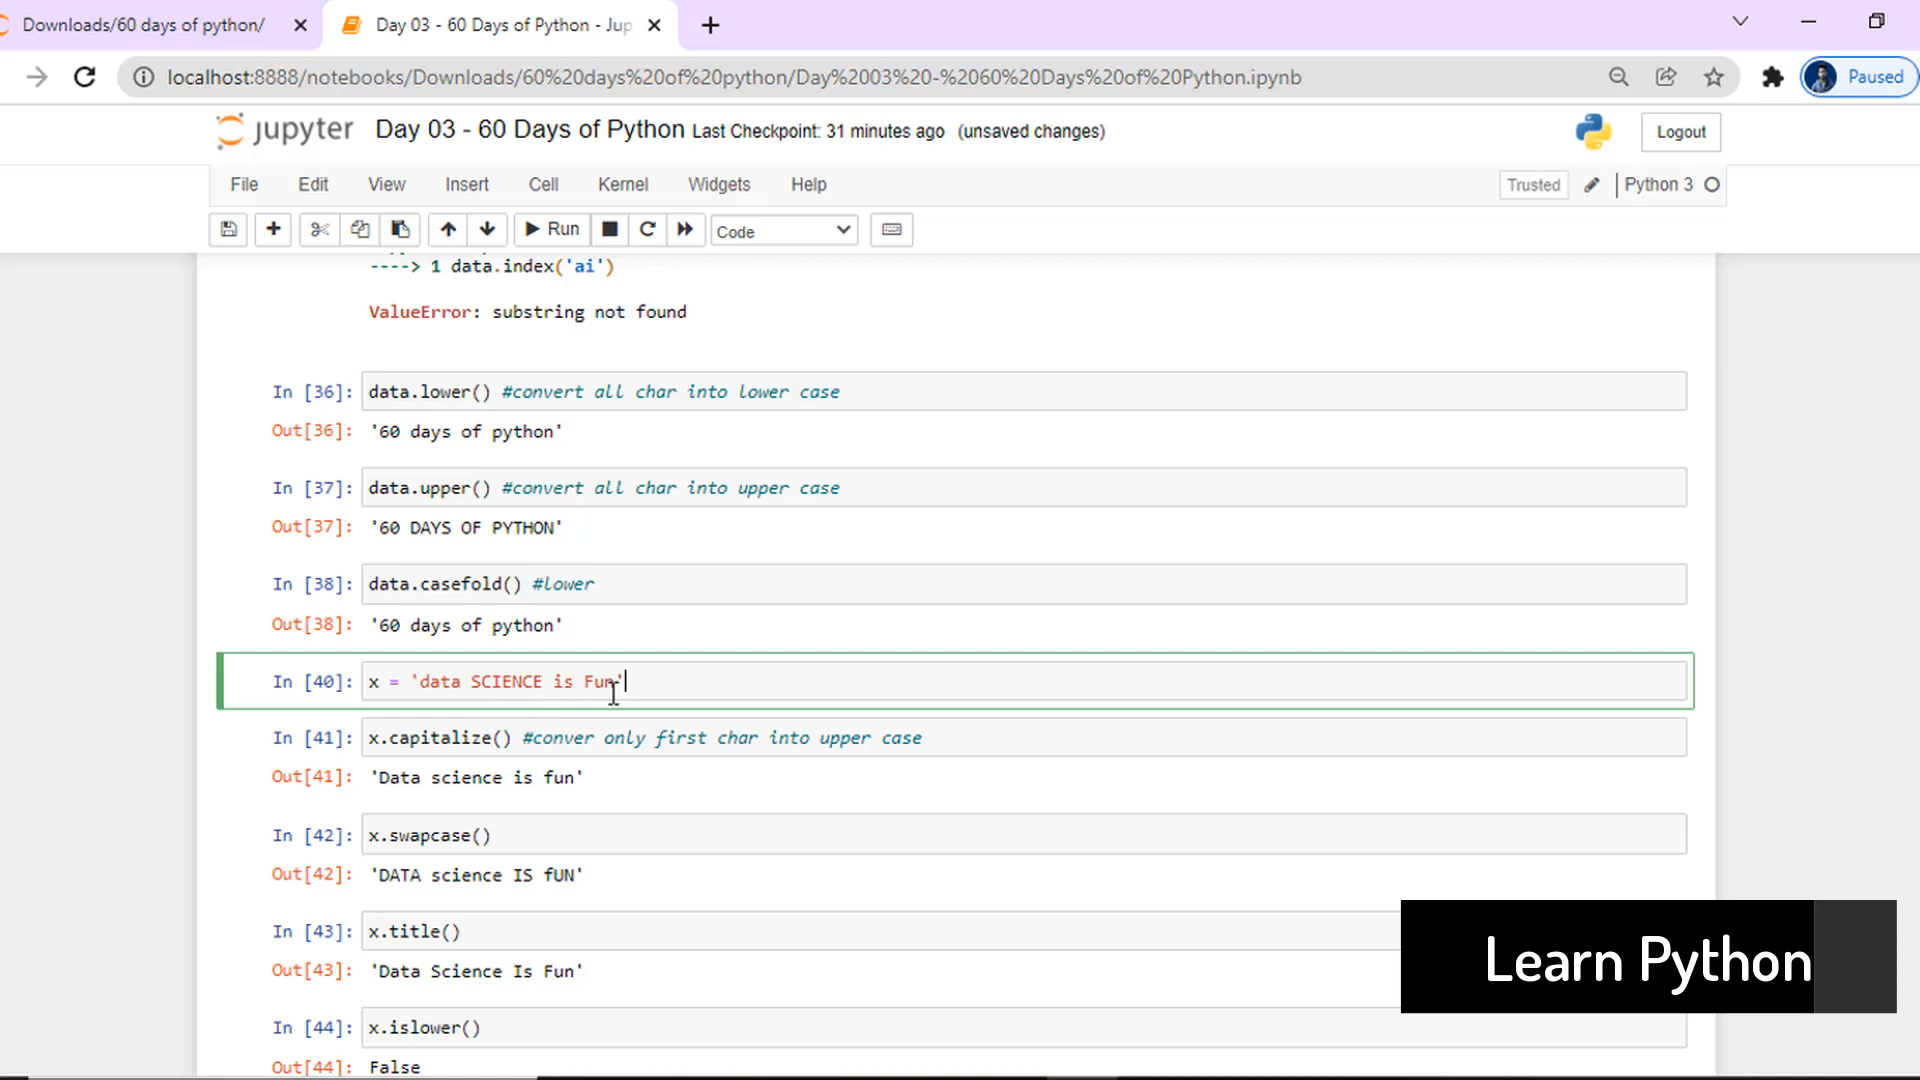 Downloads/60 days of python/
Day 03 - 60 Days of Python - Jup
localhost:8888/notebooks/Downloads/60%20days%20of%20python/Day%2003%20-%2060%20Days%20of%20Python.ipynb
Paused
jupyter Day 03 - 60 Days of Python Last Checkpoint: 31 minutes ago (unsaved changes)
Logout
File Edit View Insert Cell Kernel Widgets Help
Trusted
Python 3
Run
Code
----> 1 data.index('ai')
ValueError: substring not found
In [36]: data.lower() #convert all char into lower case
Out[36]: '60 days of python'
In [37]: data.upper() #convert all char into upper case
Out[37]: '60 DAYS OF PYTHON'
In [38]: data.casefold() #lower
Out[38]: '60 days of python'
In [40]: x = 'data SCIENCE is Fun'
In [41]: x.capitalize() #conver only first char into upper case
Out[41]: 'Data science is fun'
In [42]: x.swapcase()
Out[42]: 'DATA science IS fUN'
In [43]: x.title()
Out[43]: 'Data Science Is Fun'
In [44]: x.islower()
Out[44]: False
Learn Python